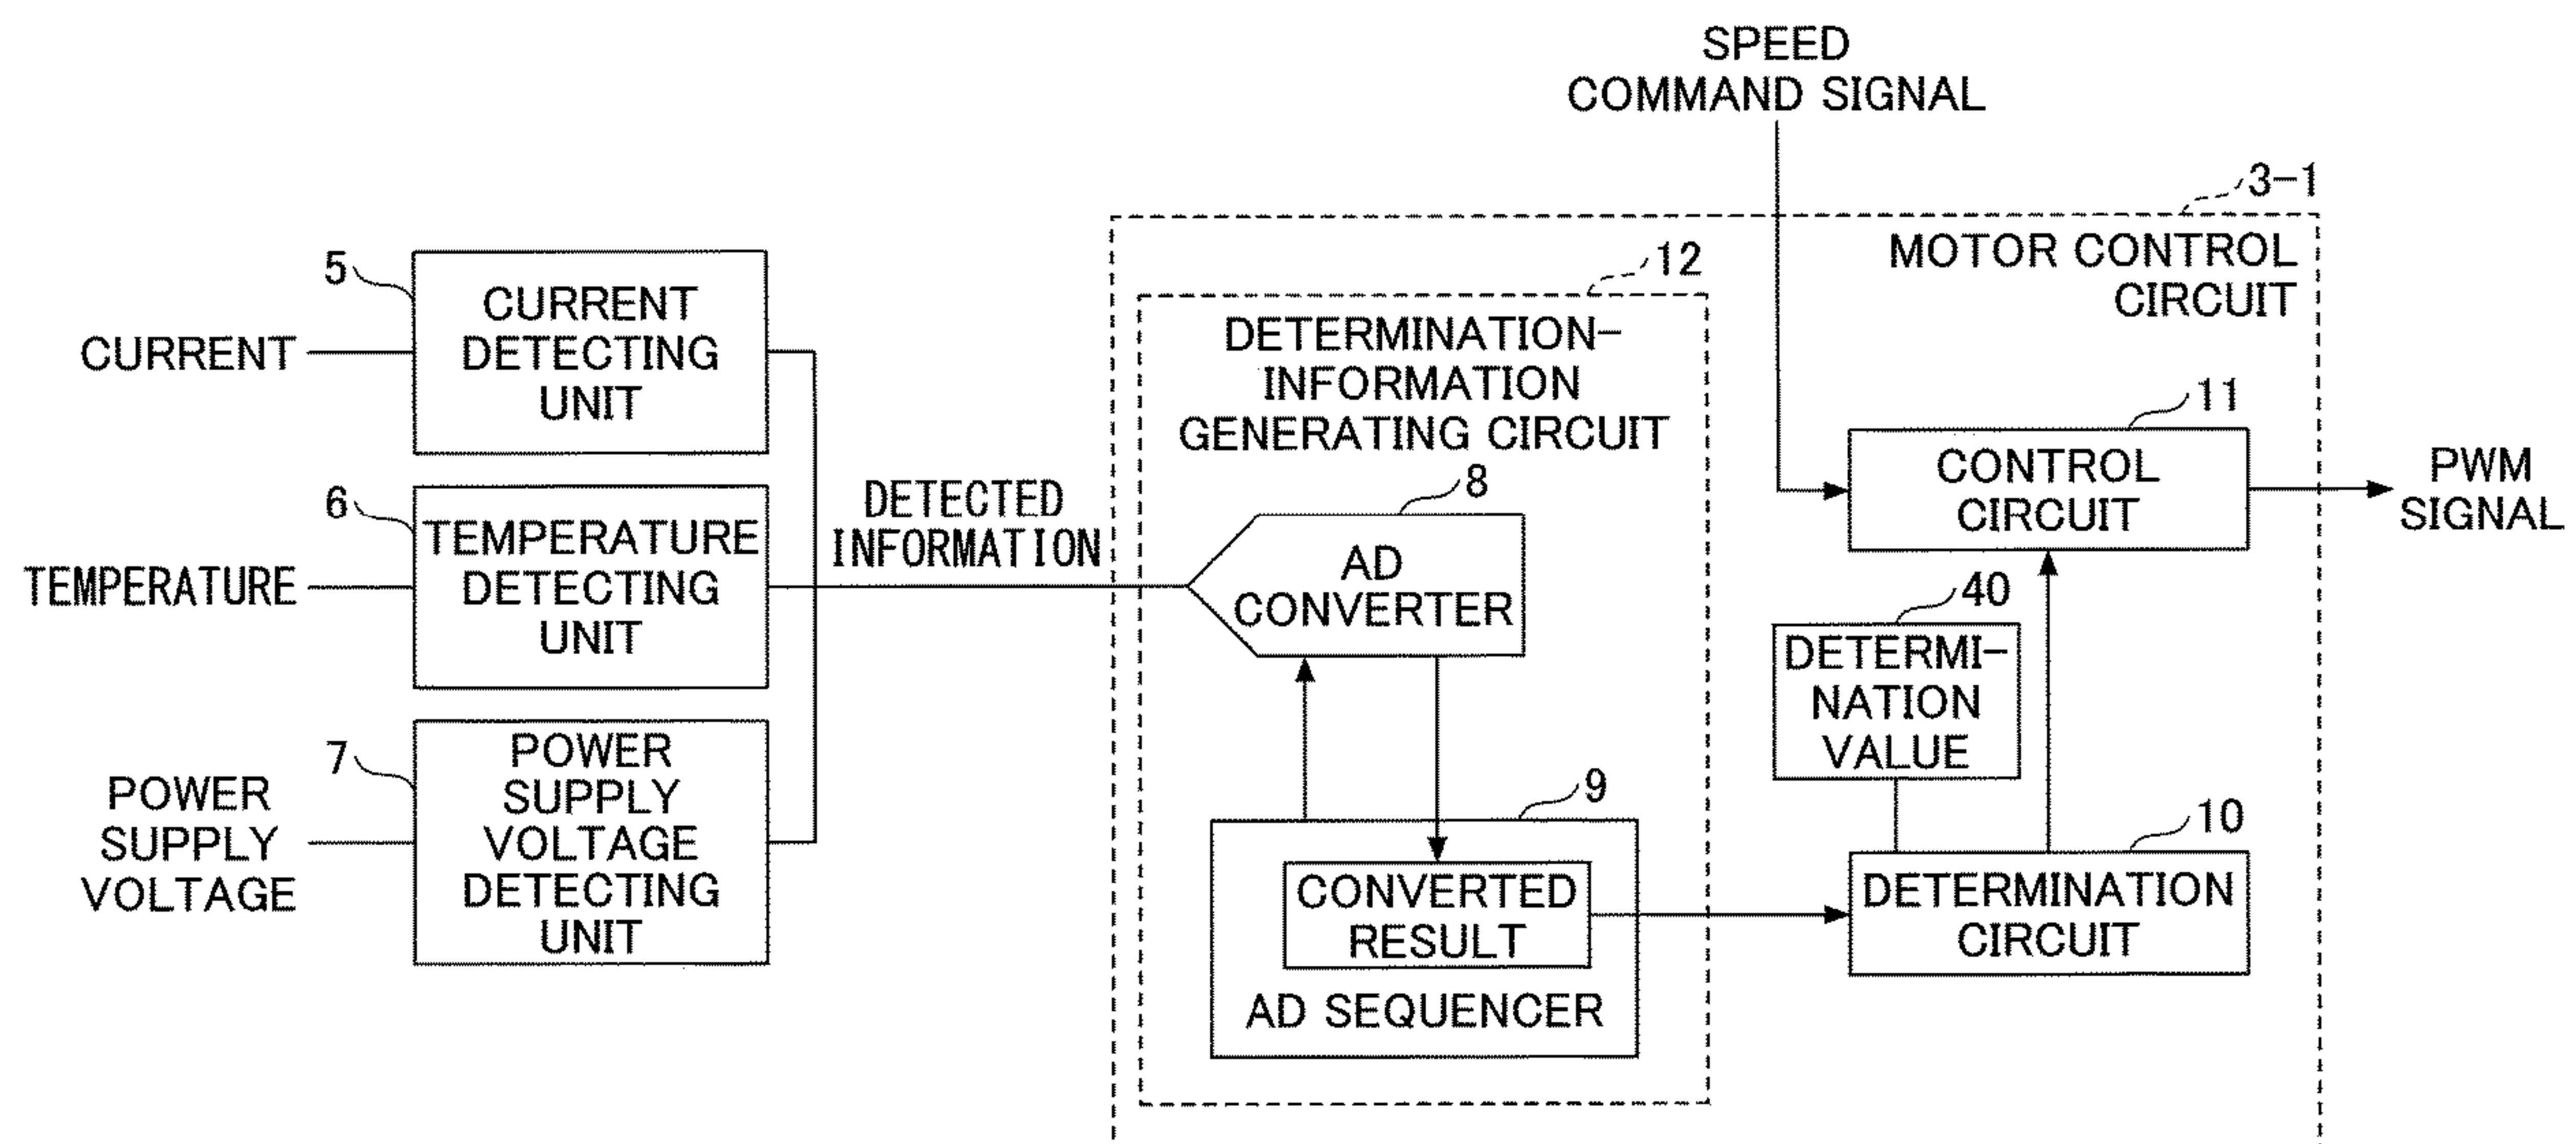 SPEED
COMMAND SIGNAL
3-1
MOTOR CONTROL
CIRCUIT
12
DETERMINATION-
INFORMATION
GENERATING CIRCUIT
5
CURRENT
DETECTING
UNIT
CURRENT
6
TEMPERATURE
DETECTING
UNIT
TEMPERATURE
7
POWER
SUPPLY
VOLTAGE
DETECTING
UNIT
POWER
SUPPLY
VOLTAGE
DETECTED
INFORMATION
8
AD
CONVERTER
9
CONVERTED
RESULT
AD SEQUENCER
11
CONTROL
CIRCUIT
PWM
SIGNAL
40
DETERMI-
NATION
VALUE
10
DETERMINATION
CIRCUIT